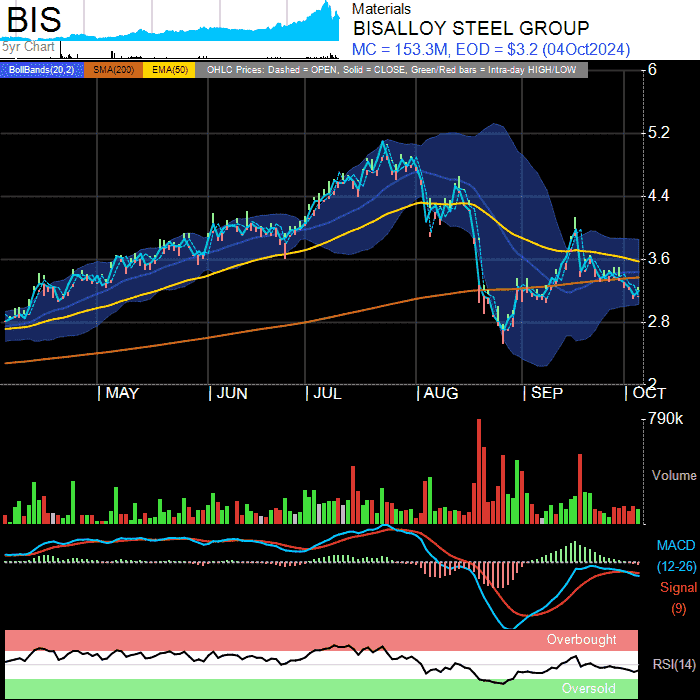 BIS
5yr Chart
Materials
BISALLOY STEEL GROUP
MC = 153.3M, EOD = $3.2 (04Oct2024)
BollBands(20,2) SMA(200) EMA(50) OHLC Prices: Dashed = OPEN, Solid = CLOSE, Green/Red bars = Intra-day HIGH/LOW
6
5.2
4.4
3.6
2.8
2
MAY JUN JUL AUG SEP OCT
790k
Volume
MACD
(12-26)
Signal
(9)
Overbought
RSI(14)
Oversold